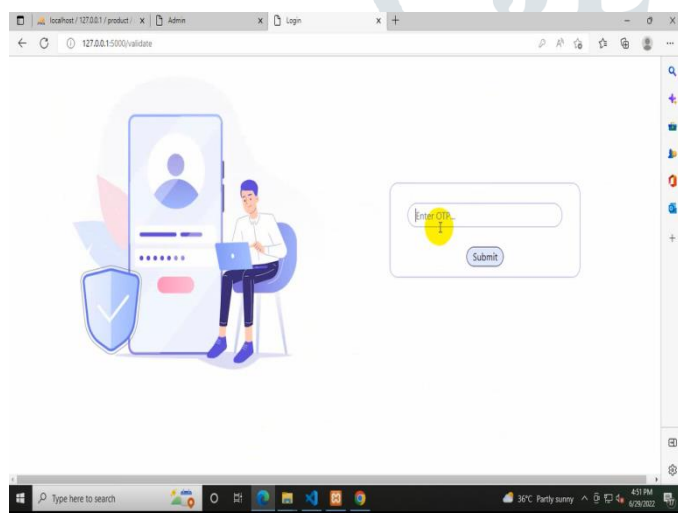 localhost / 127.0.0.1 / product /
Admin
Login
127.0.0.1:5000/validate
Enter OTP...
Submit
Type here to search
36°C Partly sunny
4:51 PM
6/29/2022